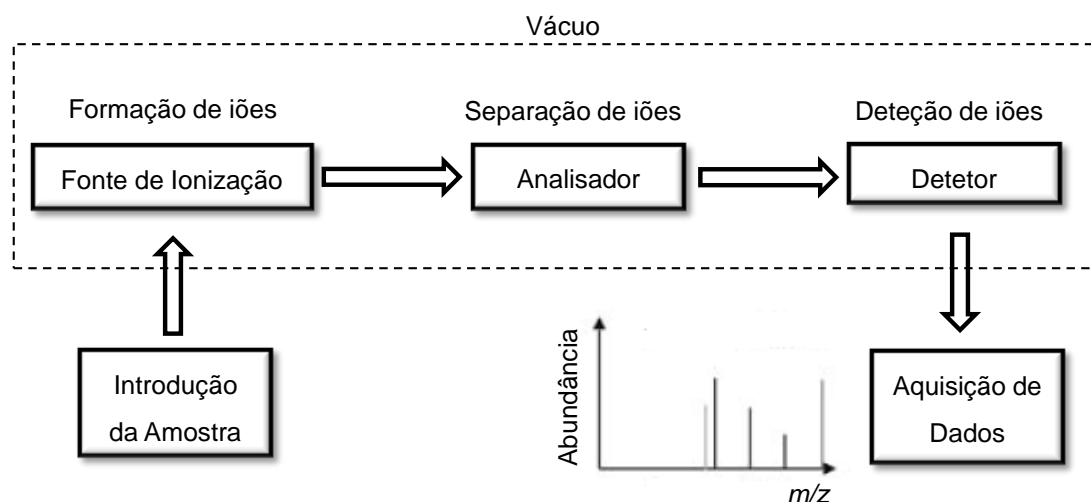 Vácuo
Formação de iões
Separação de iões
Deteção de iões
Fonte de Ionização
Analisador
Detetor
Introdução
da Amostra
Abundância
m/z
Aquisição de
Dados